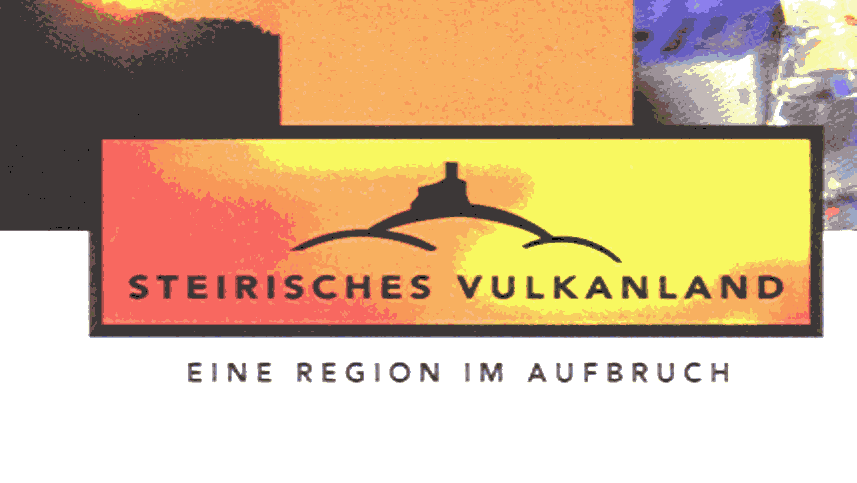 STEIRISCHES VULKANLAND
EINE REGION IM AUFBRUCH